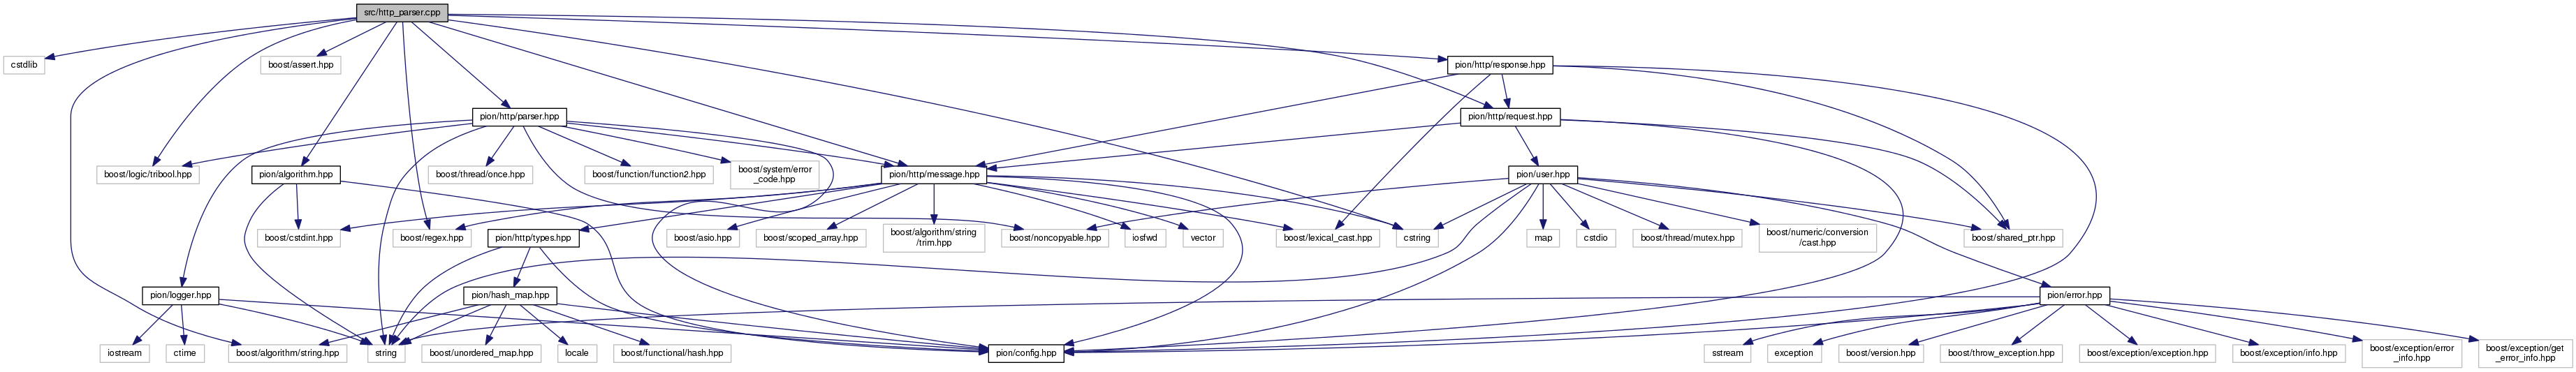 src/http_parser.cpp
cstdlib
boost/assert.hpp
pion/http/response.hpp
pion/http/parser.hpp
pion/http/request.hpp
boost/logic/tribool.hpp
pion/algorithm.hpp
boost/thread/once.hpp
boost/function/function2.hpp
boost/system/error
_code.hpp
pion/http/message.hpp
pion/user.hpp
boost/cstdint.hpp
boost/regex.hpp
pion/http/types.hpp
boost/asio.hpp
boost/scoped_array.hpp
boost/algorithm/string
/trim.hpp
boost/noncopyable.hpp
iosfwd
vector
boost/lexical_cast.hpp
cstring
map
cstdio
boost/thread/mutex.hpp
boost/numeric/conversion
/cast.hpp
boost/shared_ptr.hpp
pion/logger.hpp
pion/hash_map.hpp
pion/error.hpp
iostream
ctime
boost/algorithm/string.hpp
string
boost/unordered_map.hpp
locale
boost/functional/hash.hpp
pion/config.hpp
sstream
exception
boost/version.hpp
boost/throw_exception.hpp
boost/exception/exception.hpp
boost/exception/info.hpp
boost/exception/error
_info.hpp
boost/exception/get
_error_info.hpp